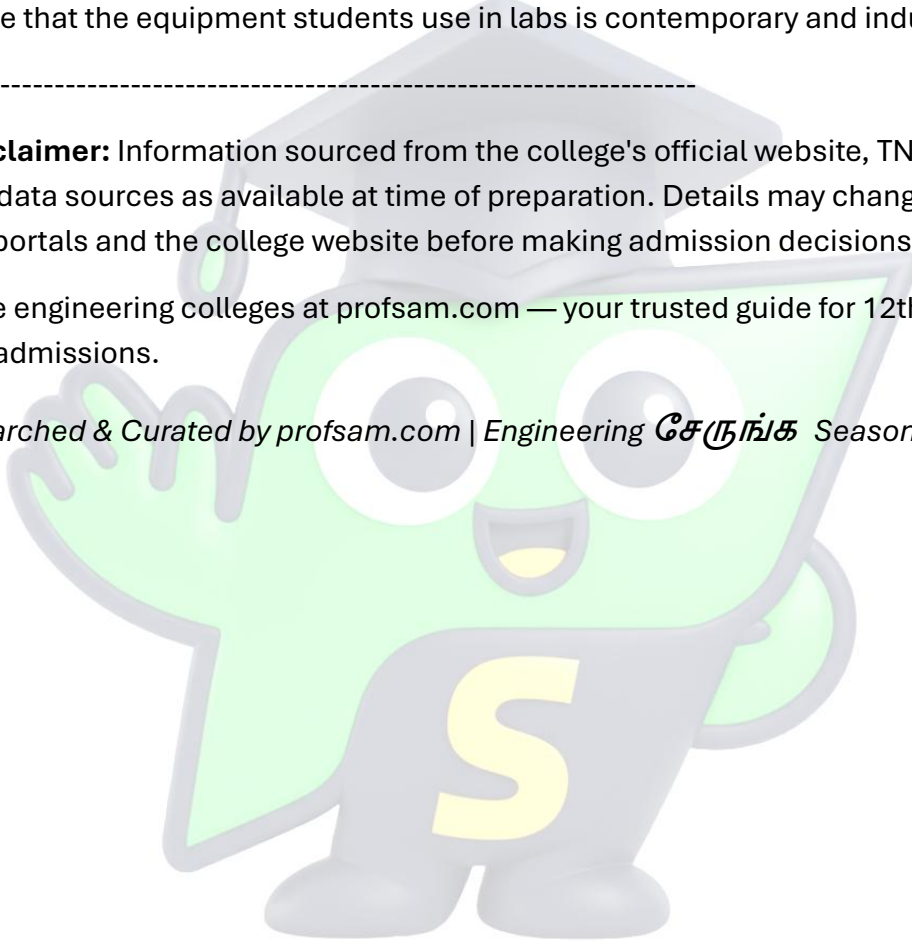 e that the equipment students use in labs is contemporary and indu
--------------------------------------------------------------------
claimer: Information sourced from the college's official website, TN
data sources as available at time of preparation. Details may chang
portals and the college website before making admission decisions
e engineering colleges at profsam.com — your trusted guide for 12th
admissions.
arched & Curated by profsam.com | Engineering சேருங்க Season
S